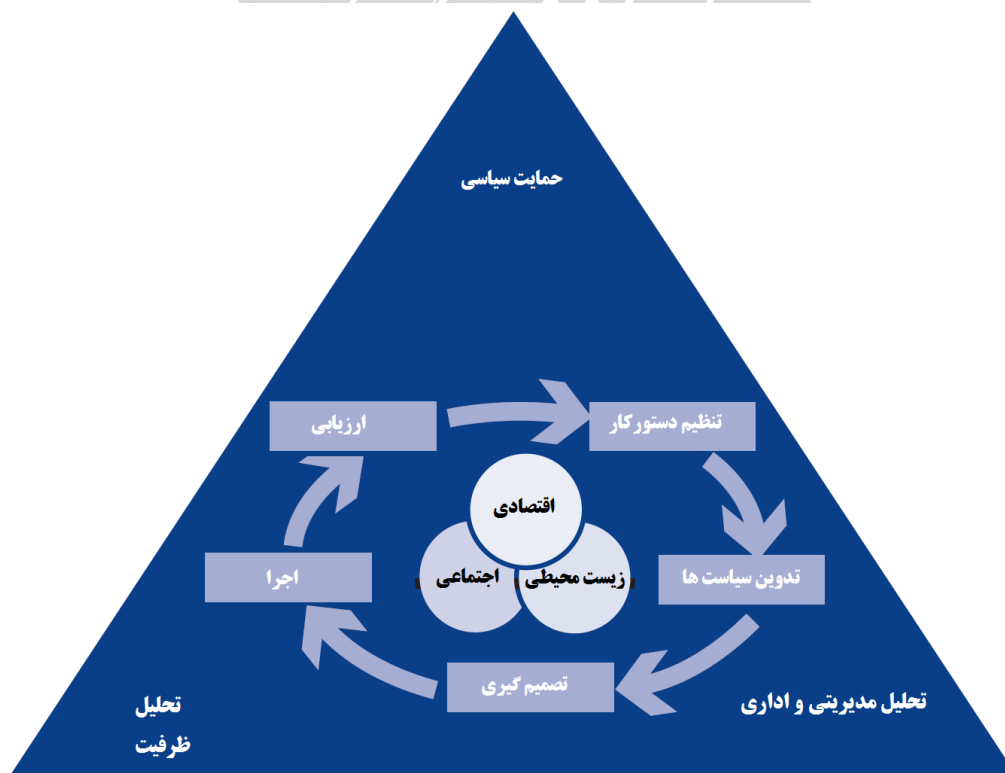 حمایت سیاسی
ارزیابی
تنظیم دستورکار
اقتصادی
اجرا
اجتماعی
زیست محیطی
تدوین سیاست ها
تصمیم گیری
تحلیل
ظرفیت
تحلیل مدیریتی و اداری